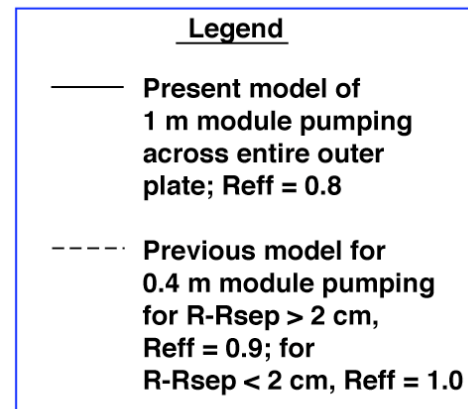 Legend
Present model of
1 m module pumping
across entire outer
plate; Reff = 0.8
Previous model for
0.4 m module pumping
for R-Rsep > 2 cm,
Reff = 0.9; for
R-Rsep < 2 cm, Reff = 1.0